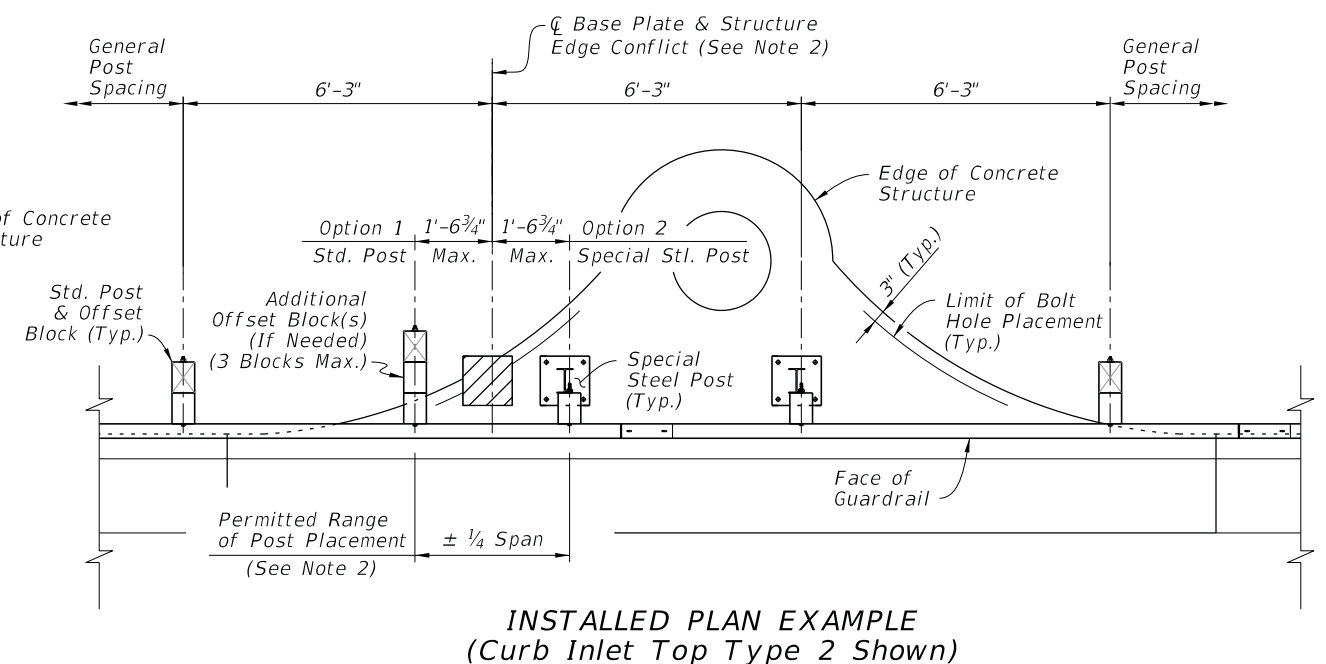 ℄ Base Plate & Structure
Edge Conflict (See Note 2)
General
Post
Spacing
General
Post
Spacing
6'-3"
6'-3"
6'-3"
Edge of Concrete
Structure
of Concrete
ture
Option 1
1'-6¾"
1'-6¾"
Option 2
Std. Post
Max.
Max.
Special Stl. Post
3" (Typ.)
Std. Post
& Offset
Block (Typ.)
Additional
Offset Block(s)
(If Needed)
(3 Blocks Max.)
Limit of Bolt
Hole Placement
(Typ.)
Special
Steel Post
(Typ.)
Face of
Guardrail
Permitted Range
of Post Placement
(See Note 2)
± ¼ Span
INSTALLED PLAN EXAMPLE
(Curb Inlet Top Type 2 Shown)